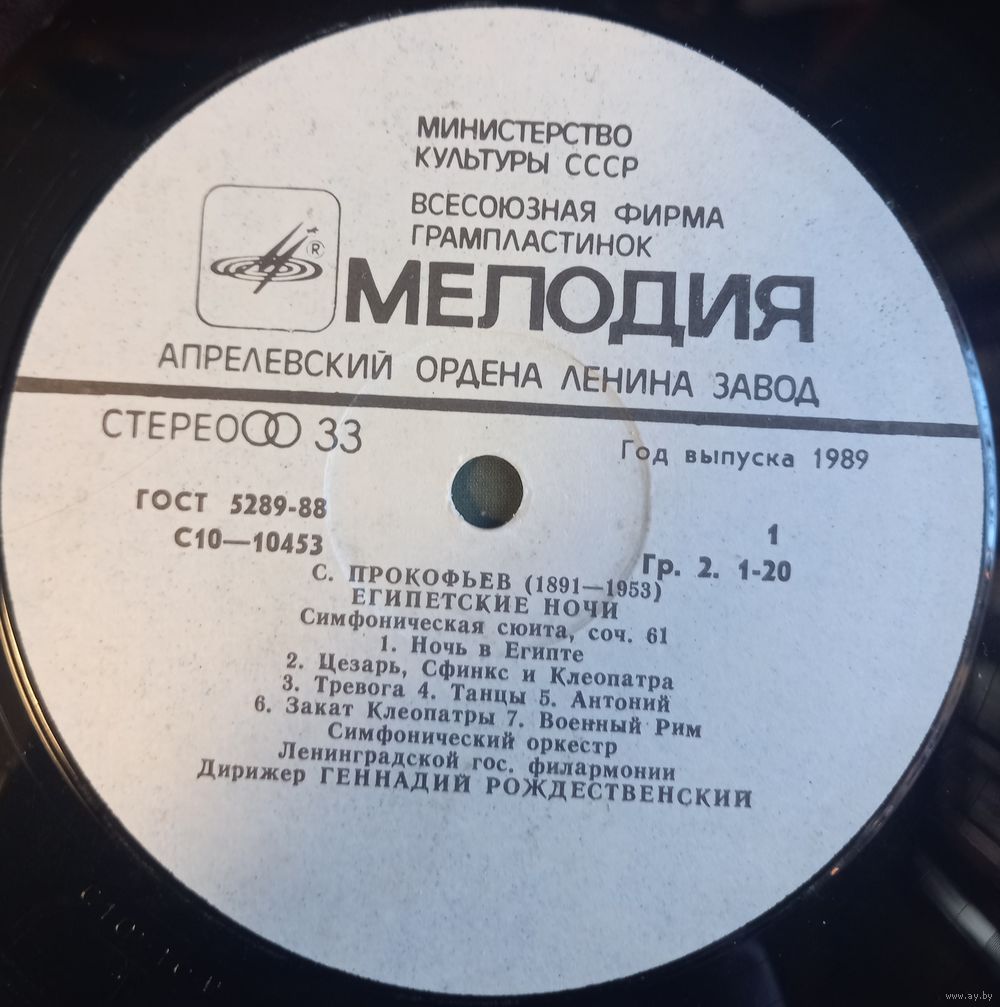 МИНИСТЕРСТВО
КУЛЬТУРЫ СССР
ВСЕСОЮЗНАЯ ФИРМА
ГРАМПЛАСТИНОК
®
МЕЛОДИЯ
АПРЕЛЕВСКИЙ ОРДЕНА ЛЕНИНА ЗАВОД
СТЕРЕО 33
Год выпуска 1989
ГОСТ 5289-88
С10—10453
1
Гр. 2. 1-20
С. ПРОКОФЬЕВ (1891—1953)
ЕГИПЕТСКИЕ НОЧИ
Симфоническая сюита, соч. 61
1. Ночь в Египте
2. Цезарь, Сфинкс и Клеопатра
3. Тревога 4. Танцы 5. Антоний
6. Закат Клеопатры 7. Военный Рим
Симфонический оркестр
Ленинградской гос. филармонии
Дирижер ГЕННАДИЙ РОЖДЕСТВЕНСКИЙ
www.ay.by